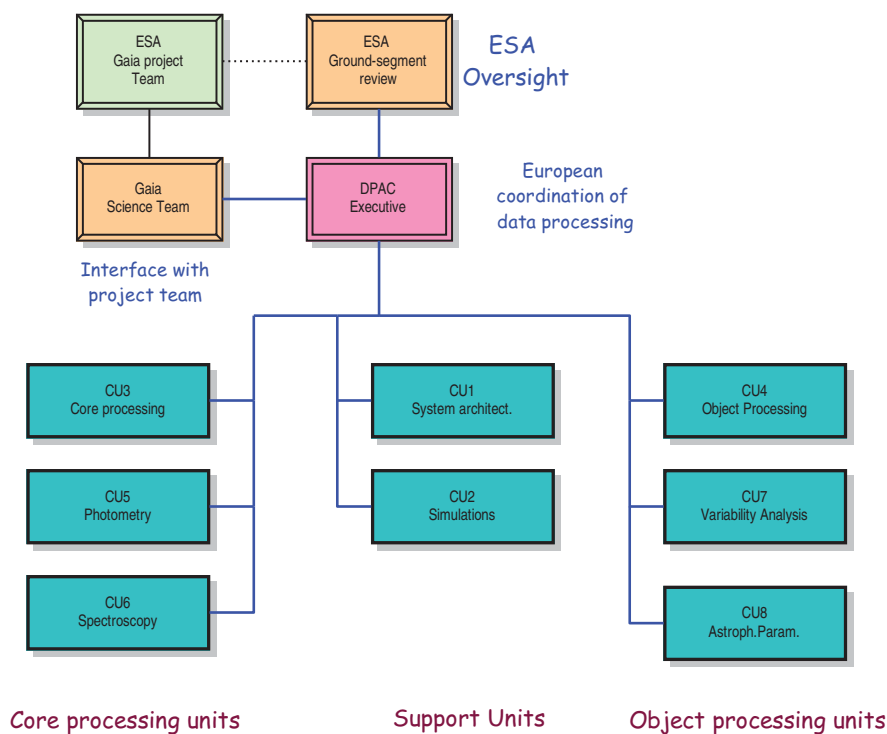 ESA
Gaia project
Team
ESA
Ground-segment
review
ESA
Oversight
Gaia
Science Team
DPAC
Executive
European
coordination of
data processing
Interface with
project team
CU3
Core processing
CU1
System architect.
CU4
Object Processing
CU5
Photometry
CU2
Simulations
CU7
Variability Analysis
CU6
Spectroscopy
CU8
Astroph.Param.
Core processing units
Support Units
Object processing units